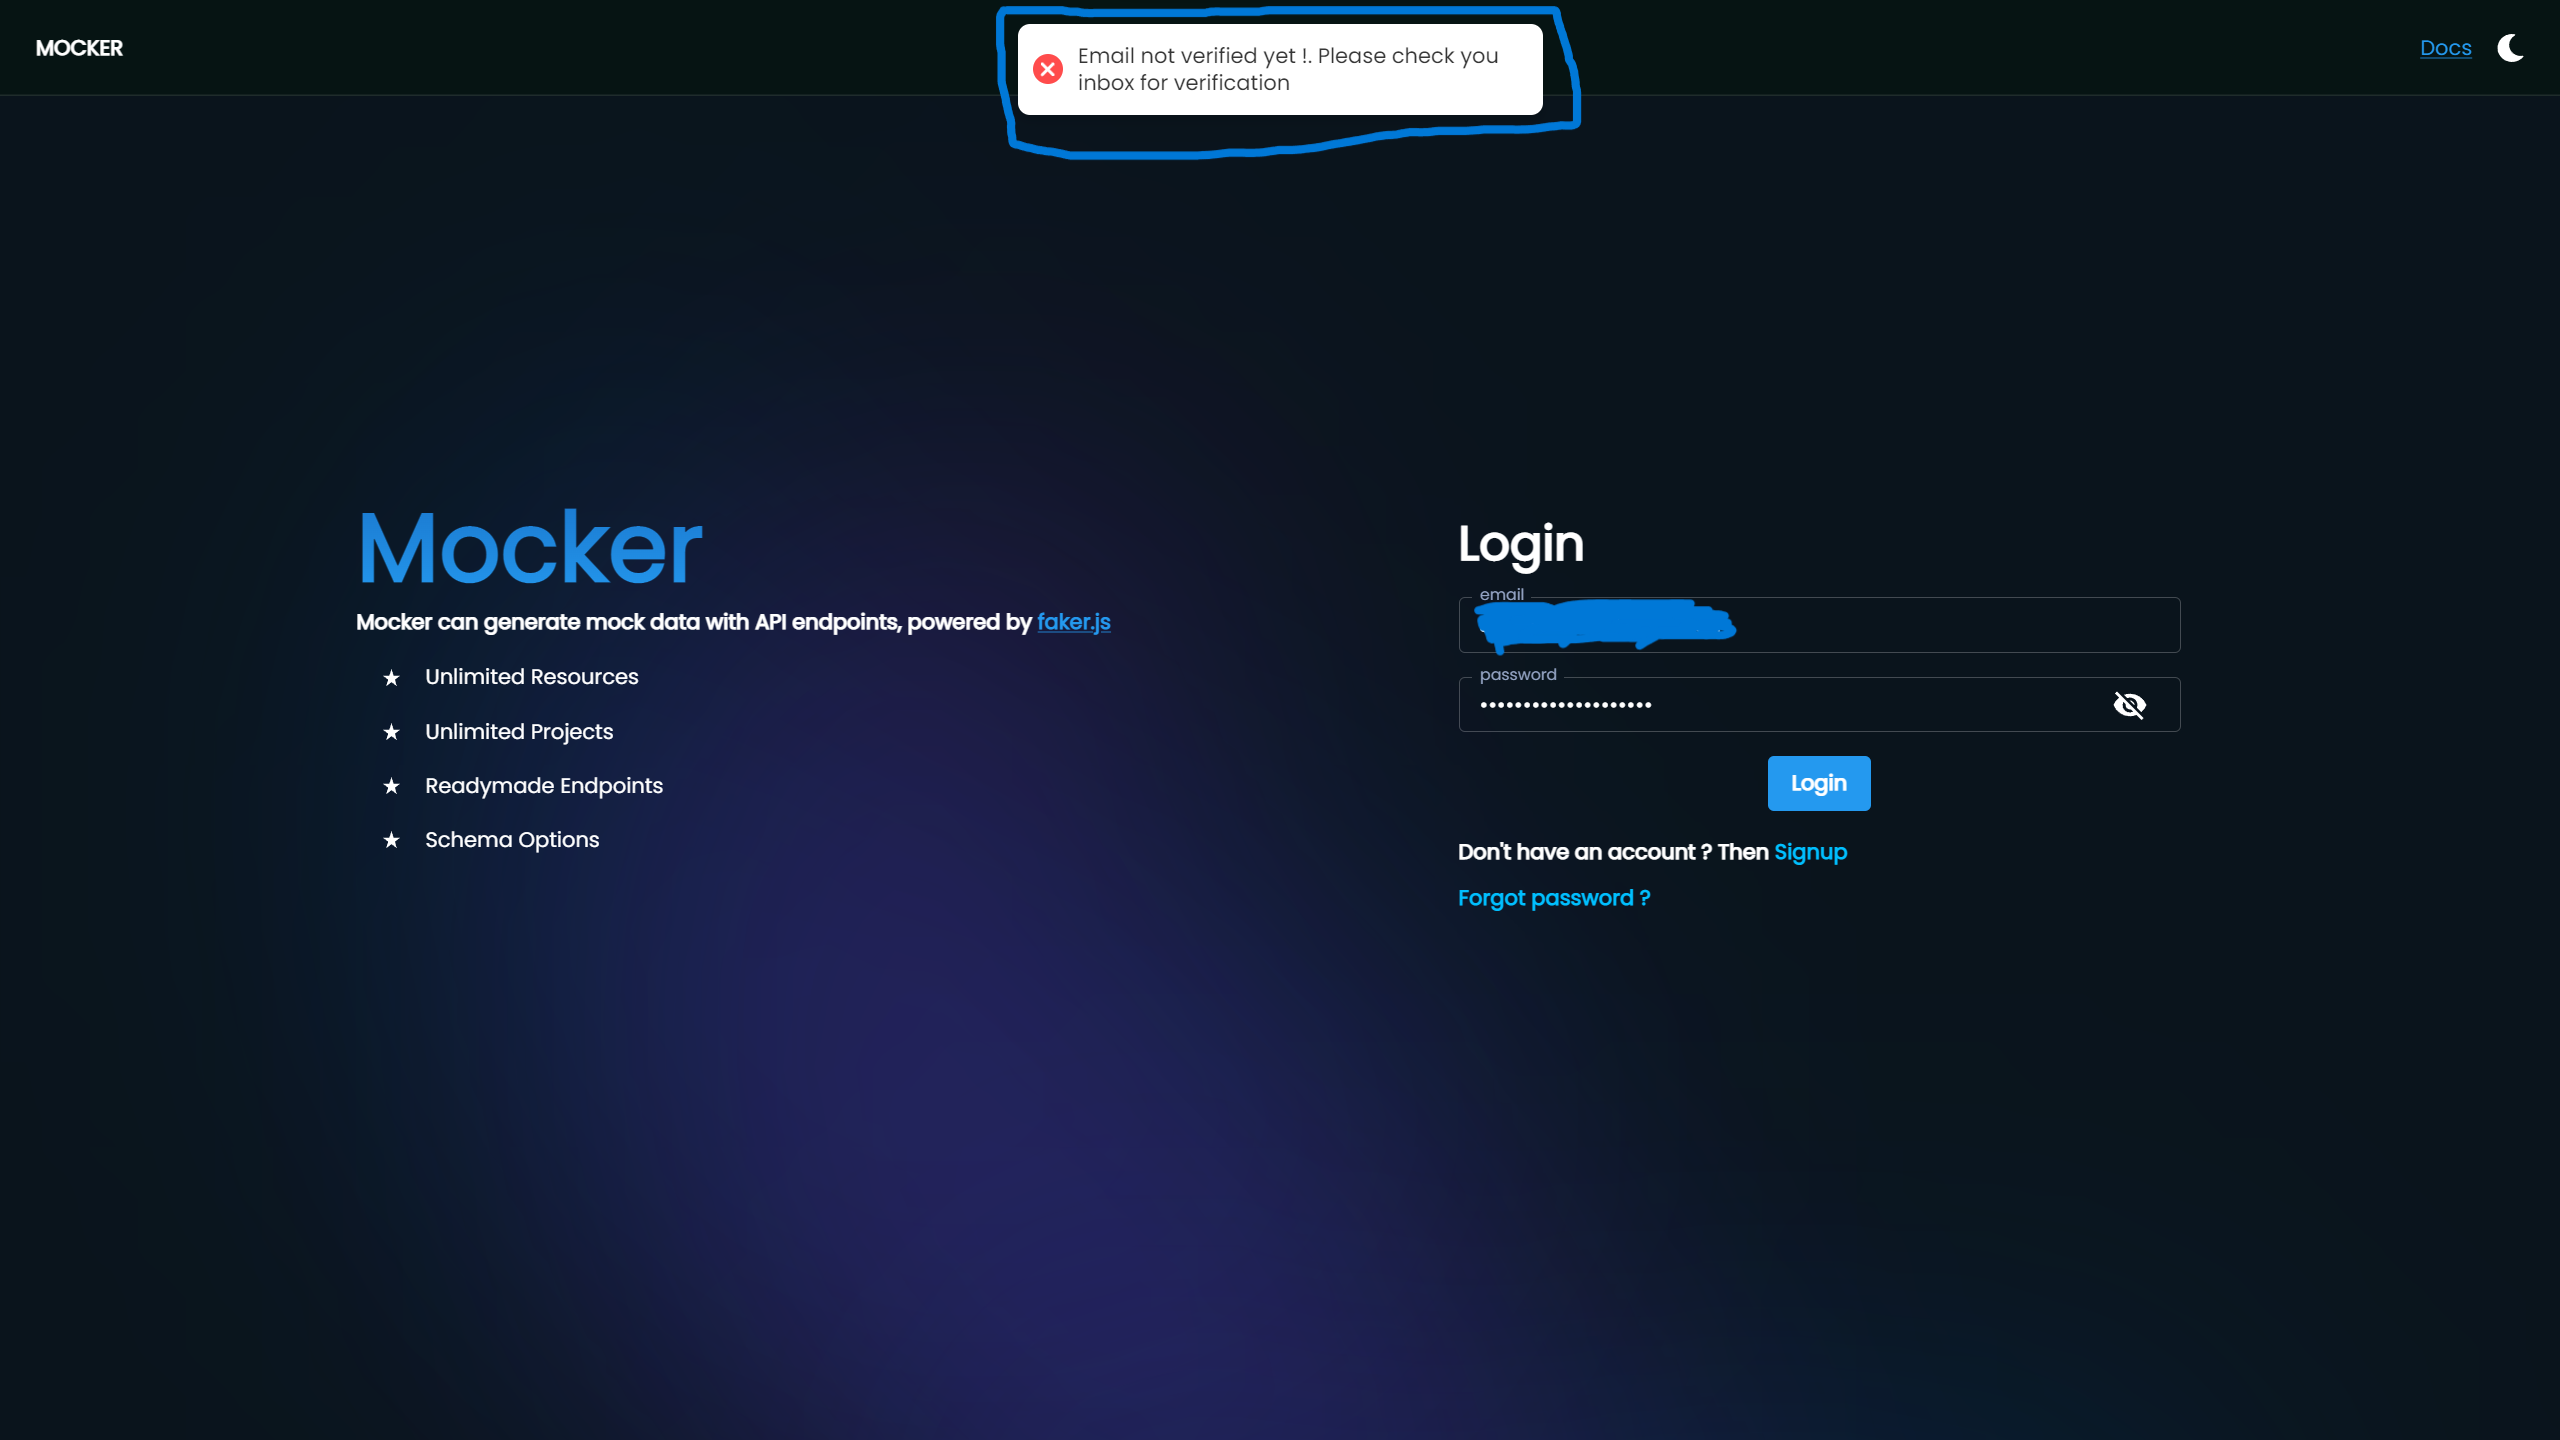 MOCKER
Email not verified yet !. Please check you
inbox for verification
Docs
Mocker
Mocker can generate mock data with API endpoints, powered by faker.js
★ Unlimited Resources
★ Unlimited Projects
★ Readymade Endpoints
★ Schema Options
Login
email
password
••••••••••••••••••••
Login
Don't have an account ? Then Signup
Forgot password ?